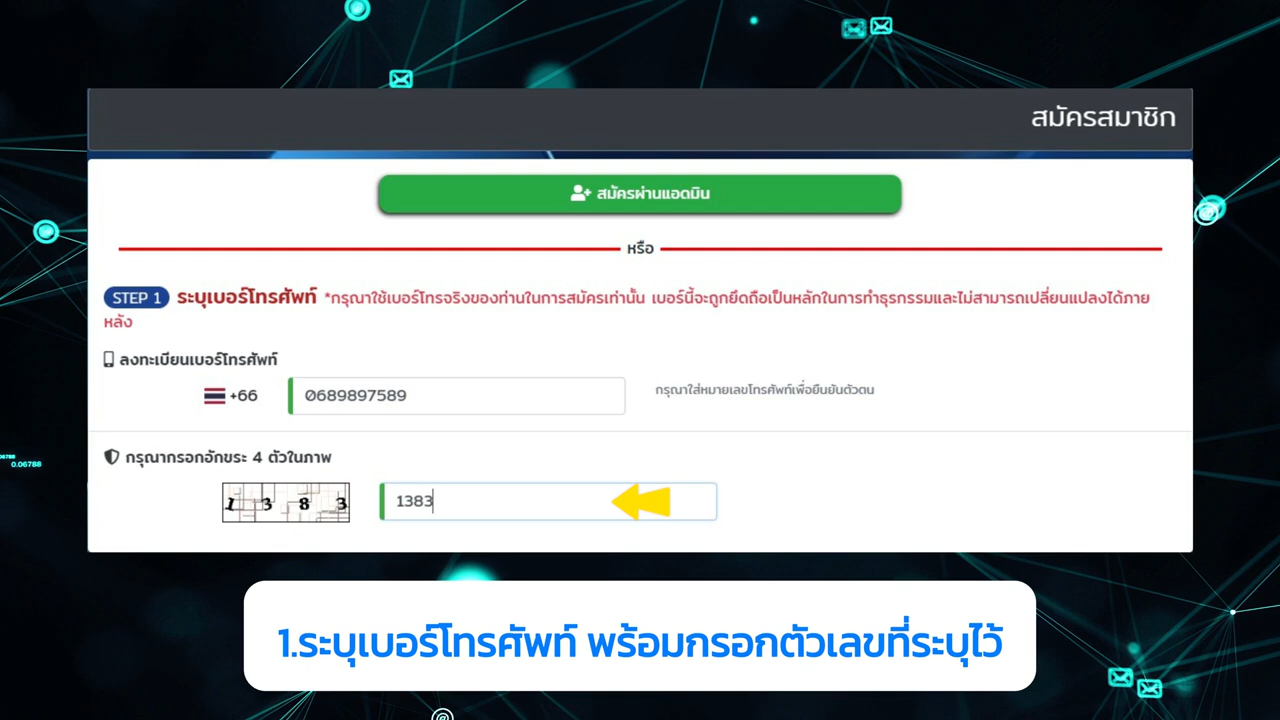 สมัครสมาชิก
สมัครผ่านแอดมิน
หรือ
STEP 1 ระบุเบอร์โทรศัพท์ *กรุณาใช้เบอร์โทรจริงของท่านในการสมัครเท่านั้น เบอร์นี้จะถูกยึดถือเป็นหลักในการทำธุรกรรมและไม่สามารถเปลี่ยนแปลงได้ภาย
หลัง
ลงทะเบียนเบอร์โทรศัพท์
+66 0689897589 กรุณาใส่หมายเลขโทรศัพท์เพื่อยืนยันตัวตน
กรุณากรอกอักขระ 4 ตัวในภาพ
1 3 8 3 1383
0.06788
1.ระบุเบอร์โทรศัพท์ พร้อมกรอกตัวเลขที่ระบุไว้